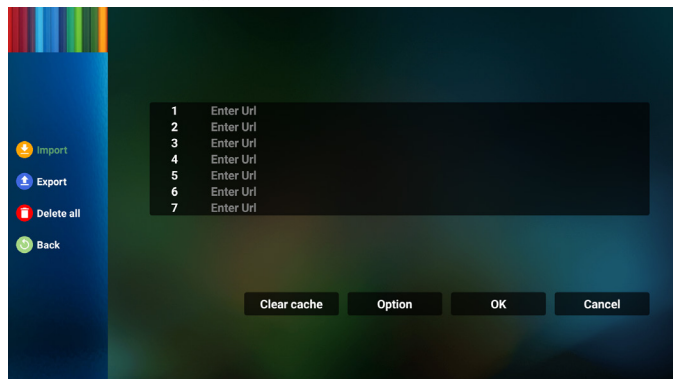 Import
Export
Delete all
Back
1 Enter Url
2 Enter Url
3 Enter Url
4 Enter Url
5 Enter Url
6 Enter Url
7 Enter Url
Clear cache Option OK Cancel